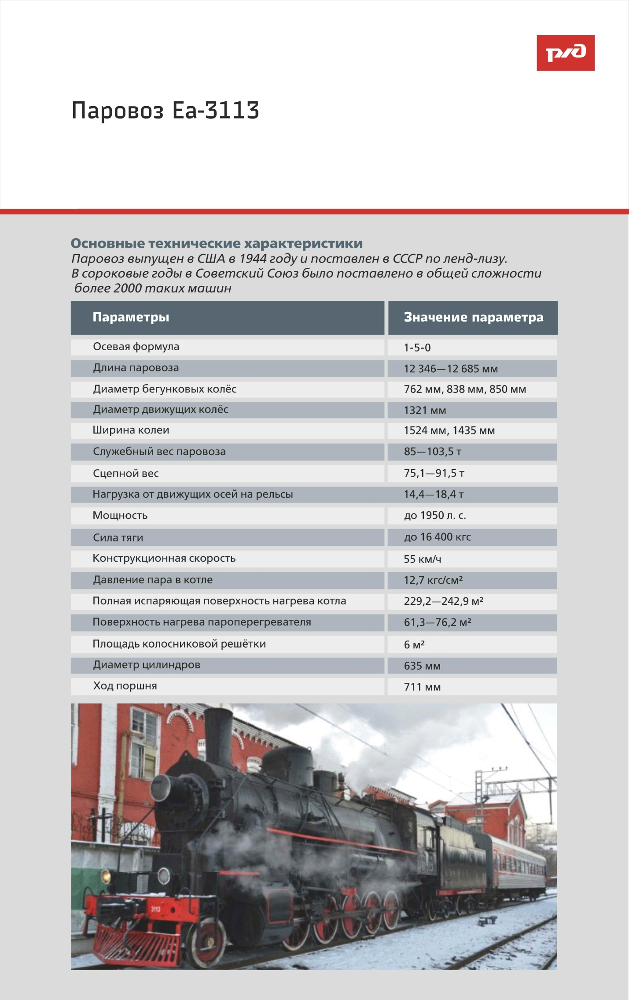 РЖД
Паровоз Еа-3113
Основные технические характеристики
Паровоз выпущен в США в 1944 году и поставлен в СССР по ленд-лизу.
В сороковые годы в Советский Союз было поставлено в общей сложности
более 2000 таких машин
Параметры Значение параметра
Осевая формула 1-5-0
Длина паровоза 12 346—12 685 мм
Диаметр бегунковых колёс 762 мм, 838 мм, 850 мм
Диаметр движущих колёс 1321 мм
Ширина колеи 1524 мм, 1435 мм
Служебный вес паровоза 85—103,5 т
Сцепной вес 75,1—91,5 т
Нагрузка от движущих осей на рельсы 14,4—18,4 т
Мощность до 1950 л. с.
Сила тяги до 16 400 кгс
Конструкционная скорость 55 км/ч
Давление пара в котле 12,7 кгс/см²
Полная испаряющая поверхность нагрева котла 229,2—242,9 м²
Поверхность нагрева пароперегревателя 61,3—76,2 м²
Площадь колосниковой решётки 6 м²
Диаметр цилиндров 635 мм
Ход поршня 711 мм
3113